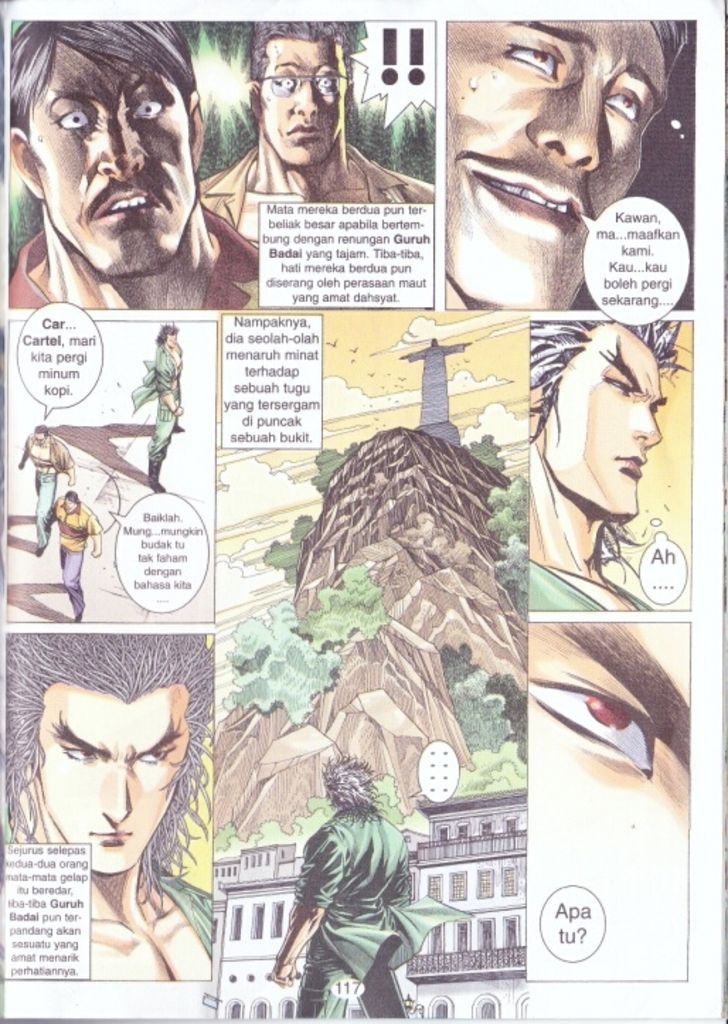 !!
Mata mereka berdua pun ter-
beliak besar apabila bertem-
bung dengan renungan Guruh
Badai yang tajam. Tiba-tiba,
hati mereka berdua pun
diserang oleh perasaan maut
yang amat dahsyat.
Kawan,
ma...maafkan
kami.
Kau...kau
boleh pergi
sekarang....
Car...
Cartel, mari
kita pergi
minum
kopi.
Baiklah.
Mung...mungkin
budak tu
tak faham
dengan
bahasa kita
....
Sejurus selepas
kedua-dua orang
mata-mata gelap
itu beredar,
tiba-tiba Guruh
Badai pun ter-
pandang akan
sesuatu yang
amat menarik
perhatiannya.
Nampaknya,
dia seolah-olah
menaruh minat
terhadap
sebuah tugu
yang tersergam
di puncak
sebuah bukit.
Ah
....
Apa
tu?
117